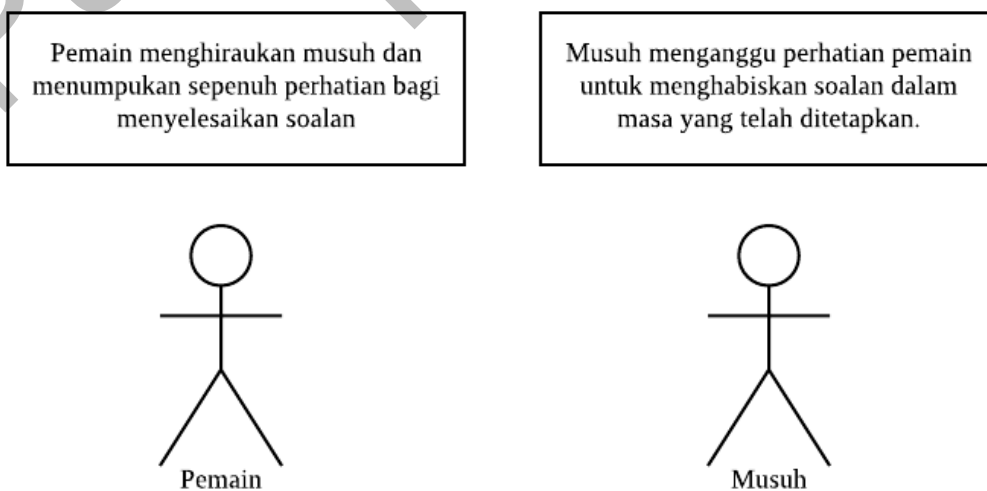 Pemain menghiraukan musuh dan
menumpukan sepenuh perhatian bagi
menyelesaikan soalan
Musuh menganggu perhatian pemain
untuk menghabiskan soalan dalam
masa yang telah ditetapkan.
Pemain
Musuh